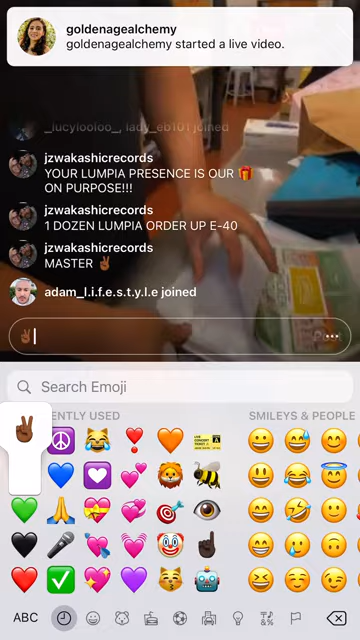 goldenagealchemy
goldenagealchemy started a live video.
_lucylooloo_, lady_eb101 joined
jzwakashicrecords
YOUR LUMPIA PRESENCE IS OUR 🎁
ON PURPOSE!!!
jzwakashicrecords
1 DOZEN LUMPIA ORDER UP E-40
jzwakashicrecords
MASTER ✌🏾
adam_l.i.f.e.s.t.y.l.e joined
✌🏾
Search Emoji
ENTLY USED
SMILEYS & PEOPLE
ABC